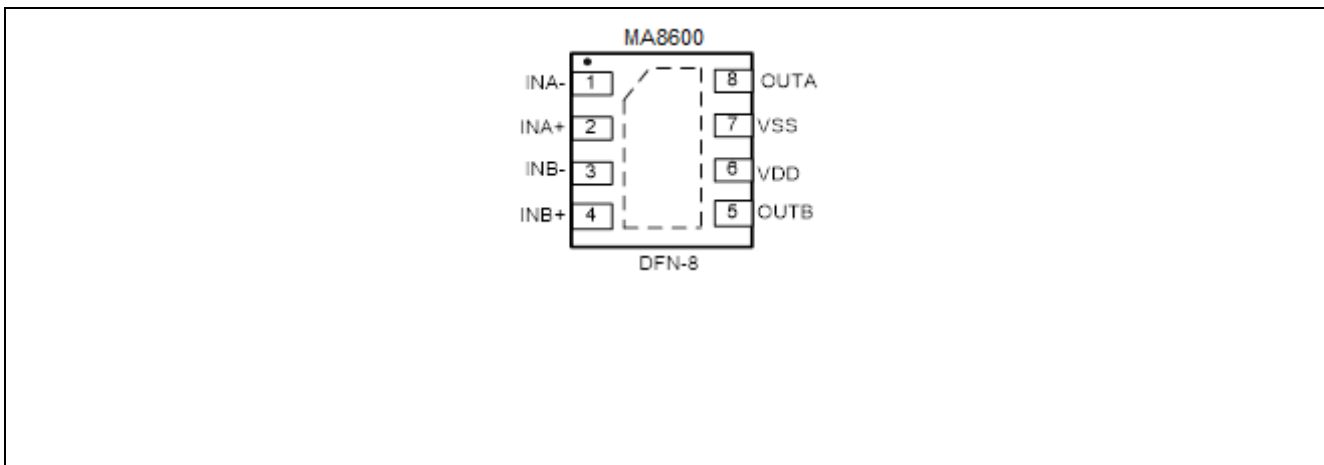 MA8600
INA- 1 8 OUTA
INA+ 2 7 VSS
INB- 3 6 VDD
INB+ 4 5 OUTB
DFN-8